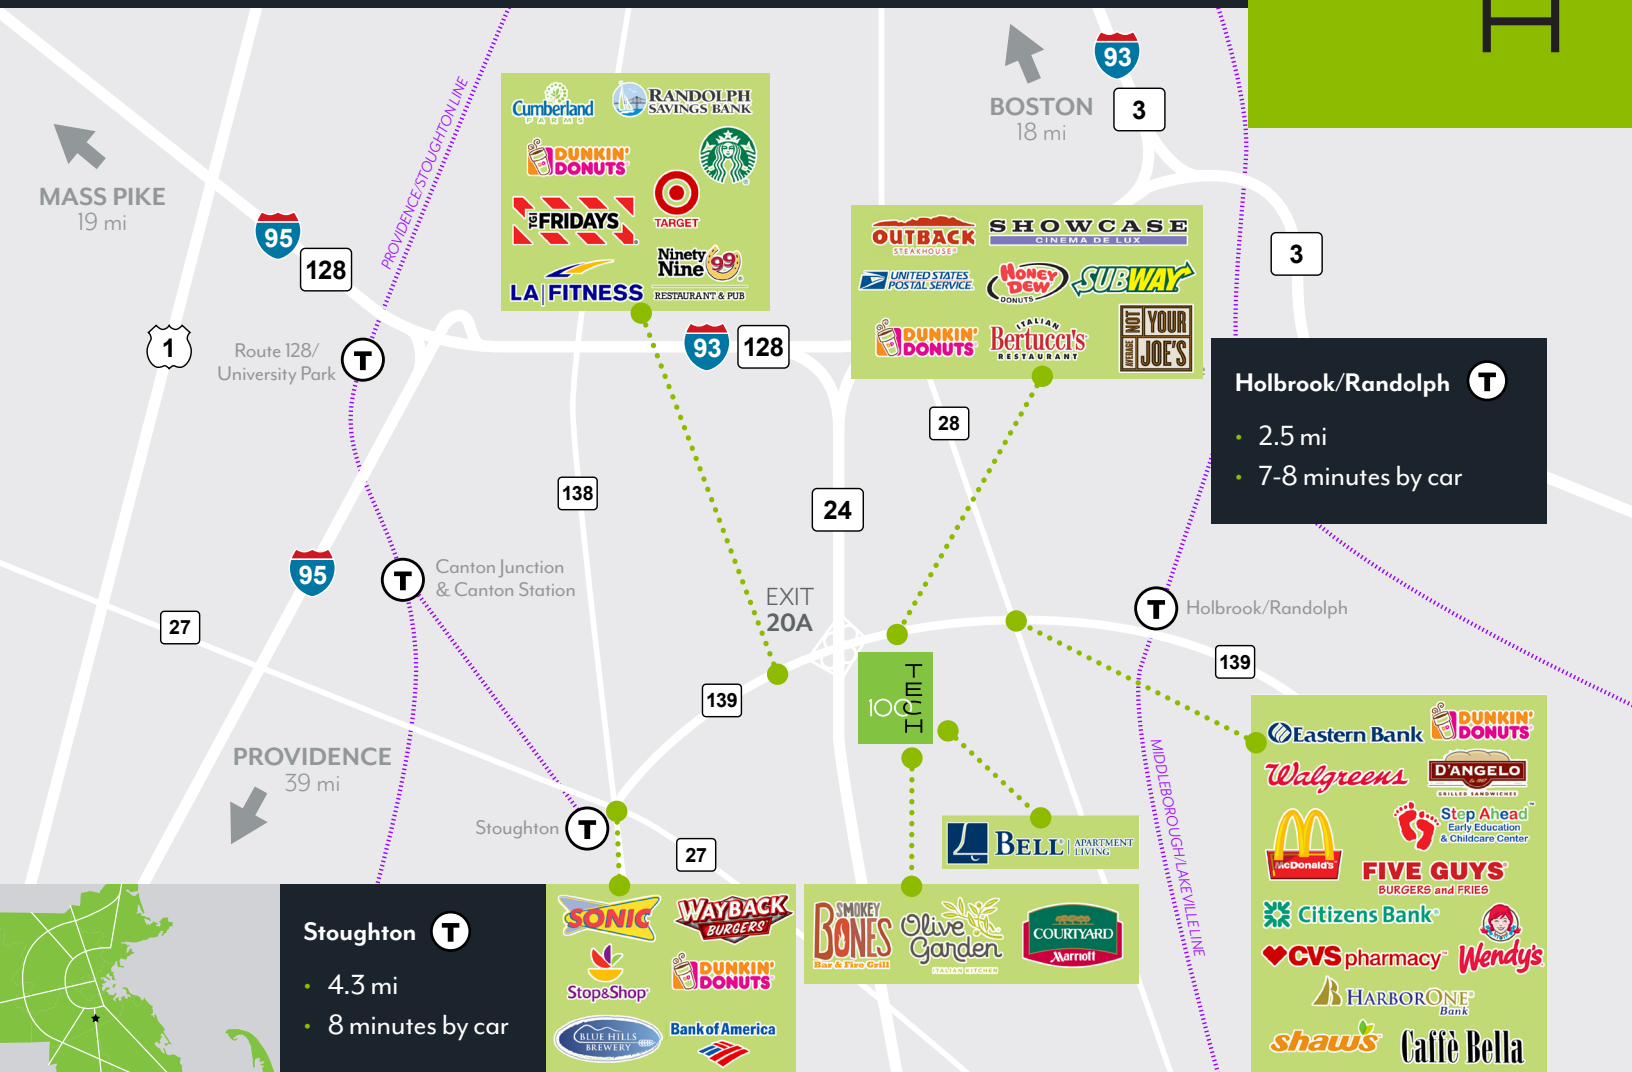 H
93
3
BOSTON
18 mi
MASS PIKE
19 mi
95
128
PROVIDENCE/STOUGHTON LINE
Cumberland
FARMS
RANDOLPH
SAVINGS BANK
DUNKIN'
DONUTS
TGI FRIDAYS
TARGET
Ninety
Nine 99
RESTAURANT & PUB
LA|FITNESS
OUTBACK
STEAKHOUSE
SHOWCASE
CINEMA DE LUX
UNITED STATES
POSTAL SERVICE
HONEY
DEW
DONUTS
SUBWAY
DUNKIN'
DONUTS
ITALIAN
Bertucci's
RESTAURANT
NOT YOUR
AVERAGE JOE'S
3
1
Route 128/
University Park
T
93
128
Holbrook/Randolph T
• 2.5 mi
• 7-8 minutes by car
28
138
24
95
T
Canton Junction
& Canton Station
27
EXIT
20A
T
Holbrook/Randolph
139
139
100
TECH
PROVIDENCE
39 mi
Stoughton
T
27
MIDDLEBOROUGH/LAKEVILLE LINE
BELL
APARTMENT
LIVING
Eastern Bank
DUNKIN'
DONUTS
Walgreens
D'ANGELO
GRILLED SANDWICHES
McDonald's
Step Ahead
Early Education
& Childcare Center
FIVE GUYS
BURGERS and FRIES
Citizens Bank
CVS pharmacy
Wendy's
HARBORONE
Bank
shaw's
Caffè Bella
Stoughton T
• 4.3 mi
• 8 minutes by car
SONIC
WAYBACK
BURGERS
Stop&Shop
DUNKIN'
DONUTS
BLUE HILLS
BREWERY
Bank of America
SMOKEY
BONES
Bar & Fire Grill
Olive
Garden
ITALIAN KITCHEN
COURTYARD
Marriott